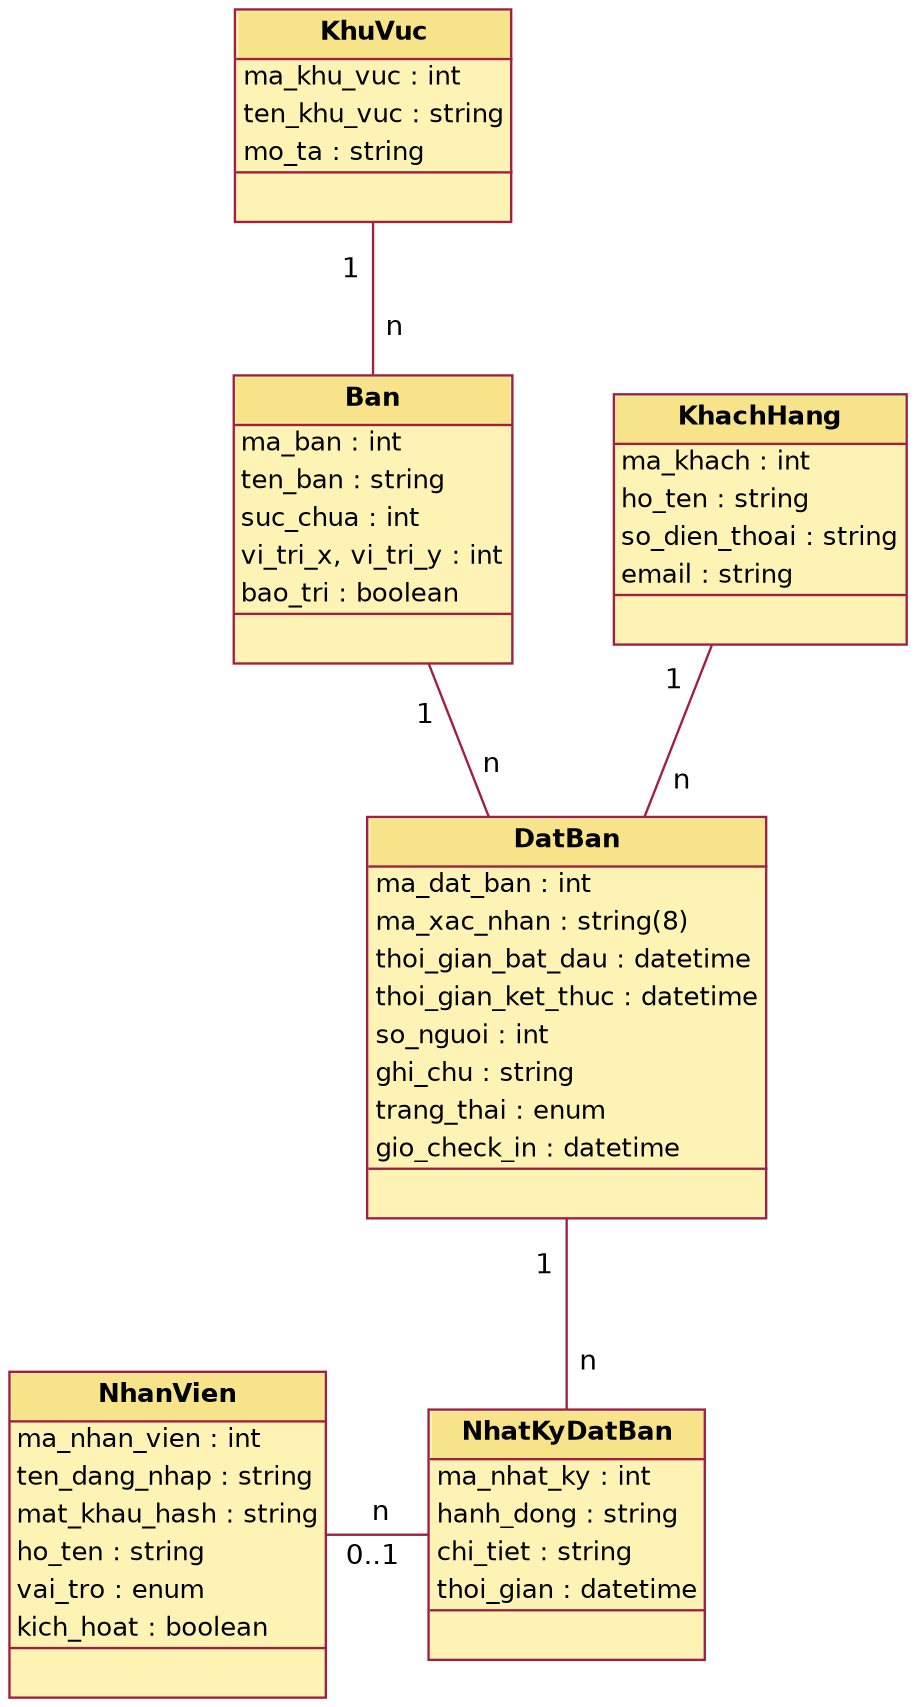 KhuVuc
ma_khu_vuc : int
ten_khu_vuc : string
mo_ta : string
1
n
Ban
ma_ban : int
ten_ban : string
suc_chua : int
vi_tri_x, vi_tri_y : int
bao_tri : boolean
KhachHang
ma_khach : int
ho_ten : string
so_dien_thoai : string
email : string
1
n
1
n
DatBan
ma_dat_ban : int
ma_xac_nhan : string(8)
thoi_gian_bat_dau : datetime
thoi_gian_ket_thuc : datetime
so_nguoi : int
ghi_chu : string
trang_thai : enum
gio_check_in : datetime
1
n
NhanVien
ma_nhan_vien : int
ten_dang_nhap : string
mat_khau_hash : string
ho_ten : string
vai_tro : enum
kich_hoat : boolean
n
0..1
NhatKyDatBan
ma_nhat_ky : int
hanh_dong : string
chi_tiet : string
thoi_gian : datetime